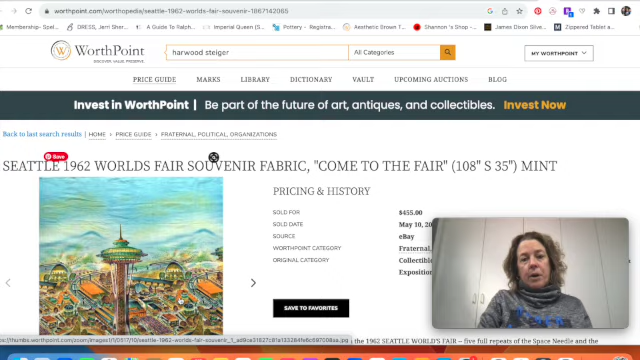 worthpoint.com/worthopedia/seattle-1962-worlds-fair-souvenir-1867142065
Membership- Spel...
DRESS, Jerri Sherr...
A Guide To Ralph...
Imperial Queen (S...
Pottery - Registra...
Aesthetic Brown T...
Shannon 's Shop -...
James Dixon Silve...
Zippered Tablet a...
WorthPoint
DISCOVER. VALUE. PRESERVE.
harwood steiger
All Categories
MY WORTHPOINT
PRICE GUIDE
MARKS
LIBRARY
DICTIONARY
VAULT
UPCOMING AUCTIONS
BLOG
Invest in WorthPoint | Be part of the future of art, antiques, and collectibles. Invest Now
Back to last search results | HOME > PRICE GUIDE > FRATERNAL, POLITICAL, ORGANIZATIONS
Save
SEATTLE 1962 WORLDS FAIR SOUVENIR FABRIC, "COME TO THE FAIR" (108" S 35") MINT
PRICING & HISTORY
SOLD FOR $455.00
SOLD DATE May 10, 20
SOURCE eBay
WORTHPOINT CATEGORY Fraternal,
ORIGINAL CATEGORY Collectible
Exposition
SAVE TO FAVORITES
the 1962 SEATTLE WORLD'S FAIR – five full repeats of the Space Needle and the